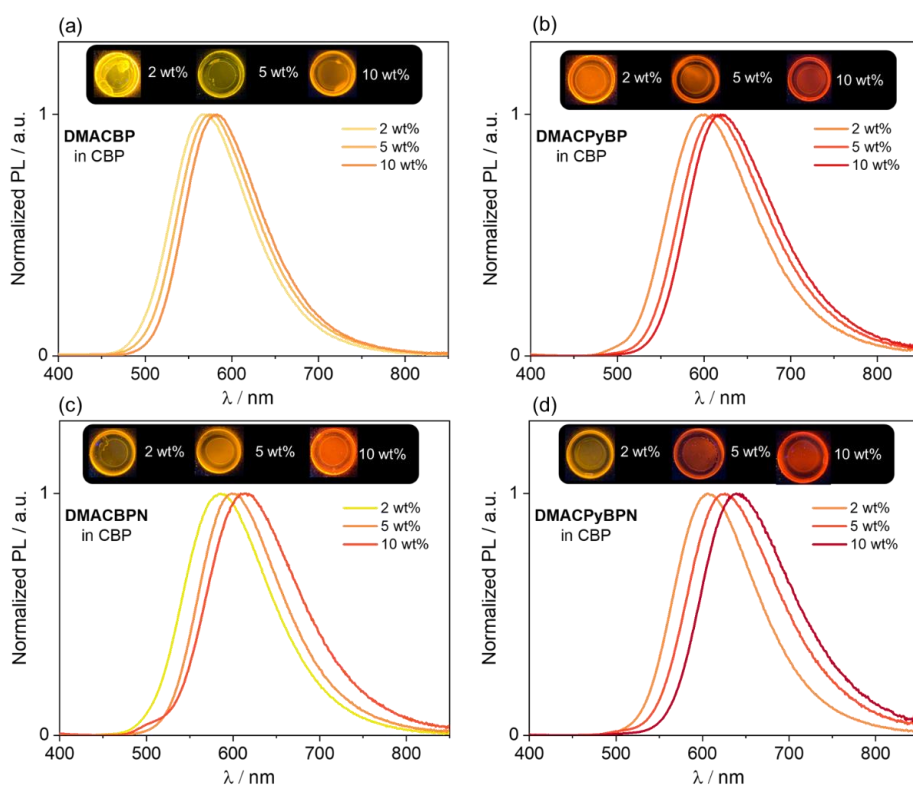 (a)
2 wt%
5 wt%
10 wt%
DMACBP
in CBP
2 wt%
5 wt%
10 wt%
Normalized PL / a.u.
1
0
400
500
600
700
800
λ / nm
(b)
2 wt%
5 wt%
10 wt%
DMACPyBP
in CBP
2 wt%
5 wt%
10 wt%
Normalized PL / a.u.
1
0
400
500
600
700
800
λ / nm
(c)
2 wt%
5 wt%
10 wt%
DMACBPN
in CBP
2 wt%
5 wt%
10 wt%
Normalized PL / a.u.
1
0
400
500
600
700
800
λ / nm
(d)
2 wt%
5 wt%
10 wt%
DMACPyBPN
in CBP
2 wt%
5 wt%
10 wt%
Normalized PL / a.u.
1
0
400
500
600
700
800
λ / nm